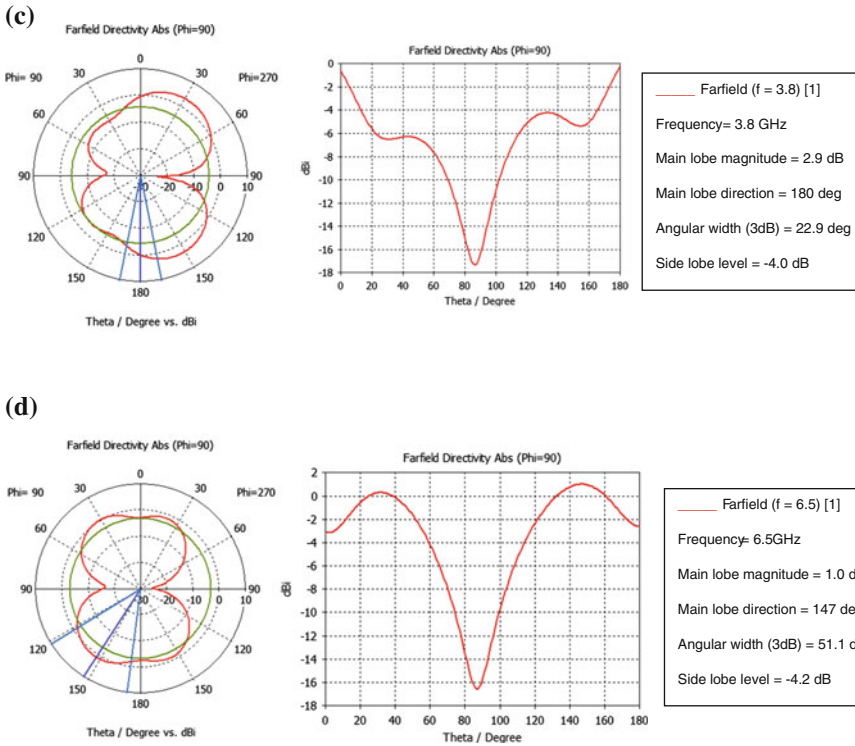 (c)
Farfield Directivity Abs (Phi=90)
0
Phi= 90 30 30 Phi=270
60 60
90 -30 -20 -10 0 10 90
120 120
150 150
180
Theta / Degree vs. dBi
Farfield Directivity Abs (Phi=90)
0
-2
-4
-6
-8
-10
-12
-14
-16
-18
dBi
0 20 40 60 80 100 120 140 160 180
Theta / Degree
Farfield (f = 3.8) [1]
Frequency= 3.8 GHz
Main lobe magnitude = 2.9 dB
Main lobe direction = 180 deg
Angular width (3dB) = 22.9 deg
Side lobe level = -4.0 dB
(d)
Farfield Directivity Abs (Phi=90)
0
Phi= 90 30 30 Phi=270
60 60
90 -30 -20 -10 0 10 90
120 120
150 150
180
Theta / Degree vs. dBi
Farfield Directivity Abs (Phi=90)
2
0
-2
-4
-6
-8
-10
-12
-14
-16
-18
dBi
0 20 40 60 80 100 120 140 160 180
Theta / Degree
Farfield (f = 6.5) [1]
Frequency= 6.5GHz
Main lobe magnitude = 1.0 d
Main lobe direction = 147 de
Angular width (3dB) = 51.1 d
Side lobe level = -4.2 dB